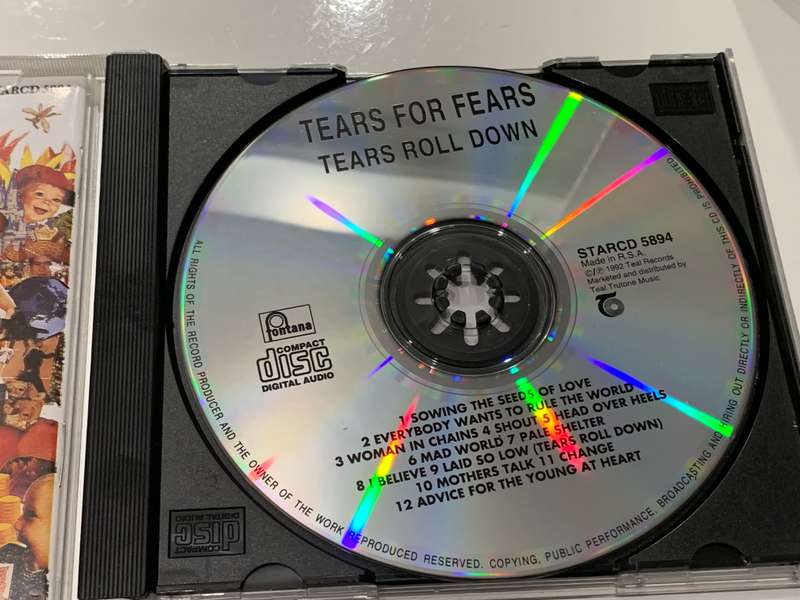 STARCD 5894
TEARS FOR FEARS
TEARS ROLL DOWN
STARCD 5894
Made in R.S.A.
©/℗ 1992 Teal Records
Marketed and distributed by
Teal Trutone Music
fontana
COMPACT
disc
DIGITAL AUDIO
1 SOWING THE SEEDS OF LOVE
2 EVERYBODY WANTS TO RULE THE WORLD
3 WOMAN IN CHAINS 4 SHOUT 5 HEAD OVER HEELS
6 MAD WORLD 7 PALE SHELTER
8 I BELIEVE 9 LAID SO LOW (TEARS ROLL DOWN)
10 MOTHERS TALK 11 CHANGE
12 ADVICE FOR THE YOUNG AT HEART
ALL RIGHTS OF THE RECORD PRODUCER AND THE OWNER OF THE WORK REPRODUCED RESERVED. COPYING, PUBLIC PERFORMANCE, BROADCASTING AND HIRING OUT DIRECTLY OR INDIRECTLY OF THIS CD IS PROHIBITED
COMPACT
disc
DIGITAL AUDIO